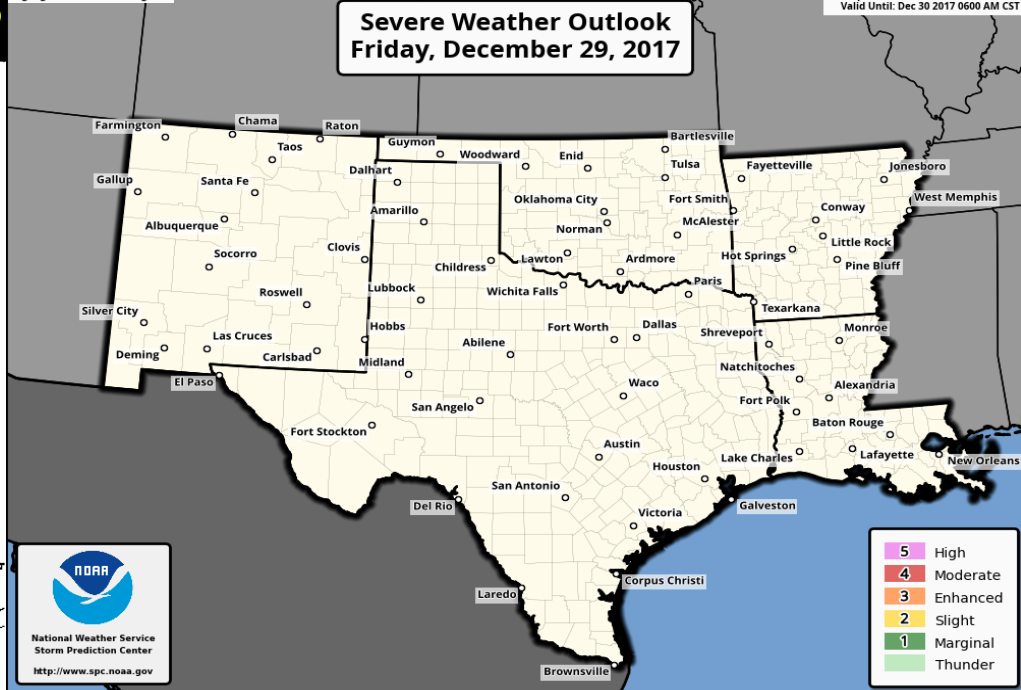 Valid Until: Dec 30 2017 0600 AM CST
Severe Weather Outlook
Friday, December 29, 2017
Farmington
Chama
Raton
Taos
Guymon
Woodward
Enid
Bartlesville
Tulsa
Fayetteville
Jonesboro
Gallup
Santa Fe
Dalhart
Oklahoma City
Fort Smith
West Memphis
Albuquerque
Amarillo
Norman
McAlester
Conway
Socorro
Clovis
Childress
Lawton
Ardmore
Hot Springs
Little Rock
Pine Bluff
Roswell
Lubbock
Wichita Falls
Paris
Texarkana
Silver City
Las Cruces
Hobbs
Fort Worth
Dallas
Shreveport
Monroe
Deming
Carlsbad
Midland
Abilene
Natchitoches
El Paso
San Angelo
Waco
Fort Polk
Alexandria
Fort Stockton
Austin
Baton Rouge
Houston
Lake Charles
Lafayette
New Orleans
Del Rio
San Antonio
Victoria
Galveston
Laredo
Corpus Christi
Brownsville
NOAA
National Weather Service
Storm Prediction Center
http://www.spc.noaa.gov
5 High
4 Moderate
3 Enhanced
2 Slight
1 Marginal
Thunder